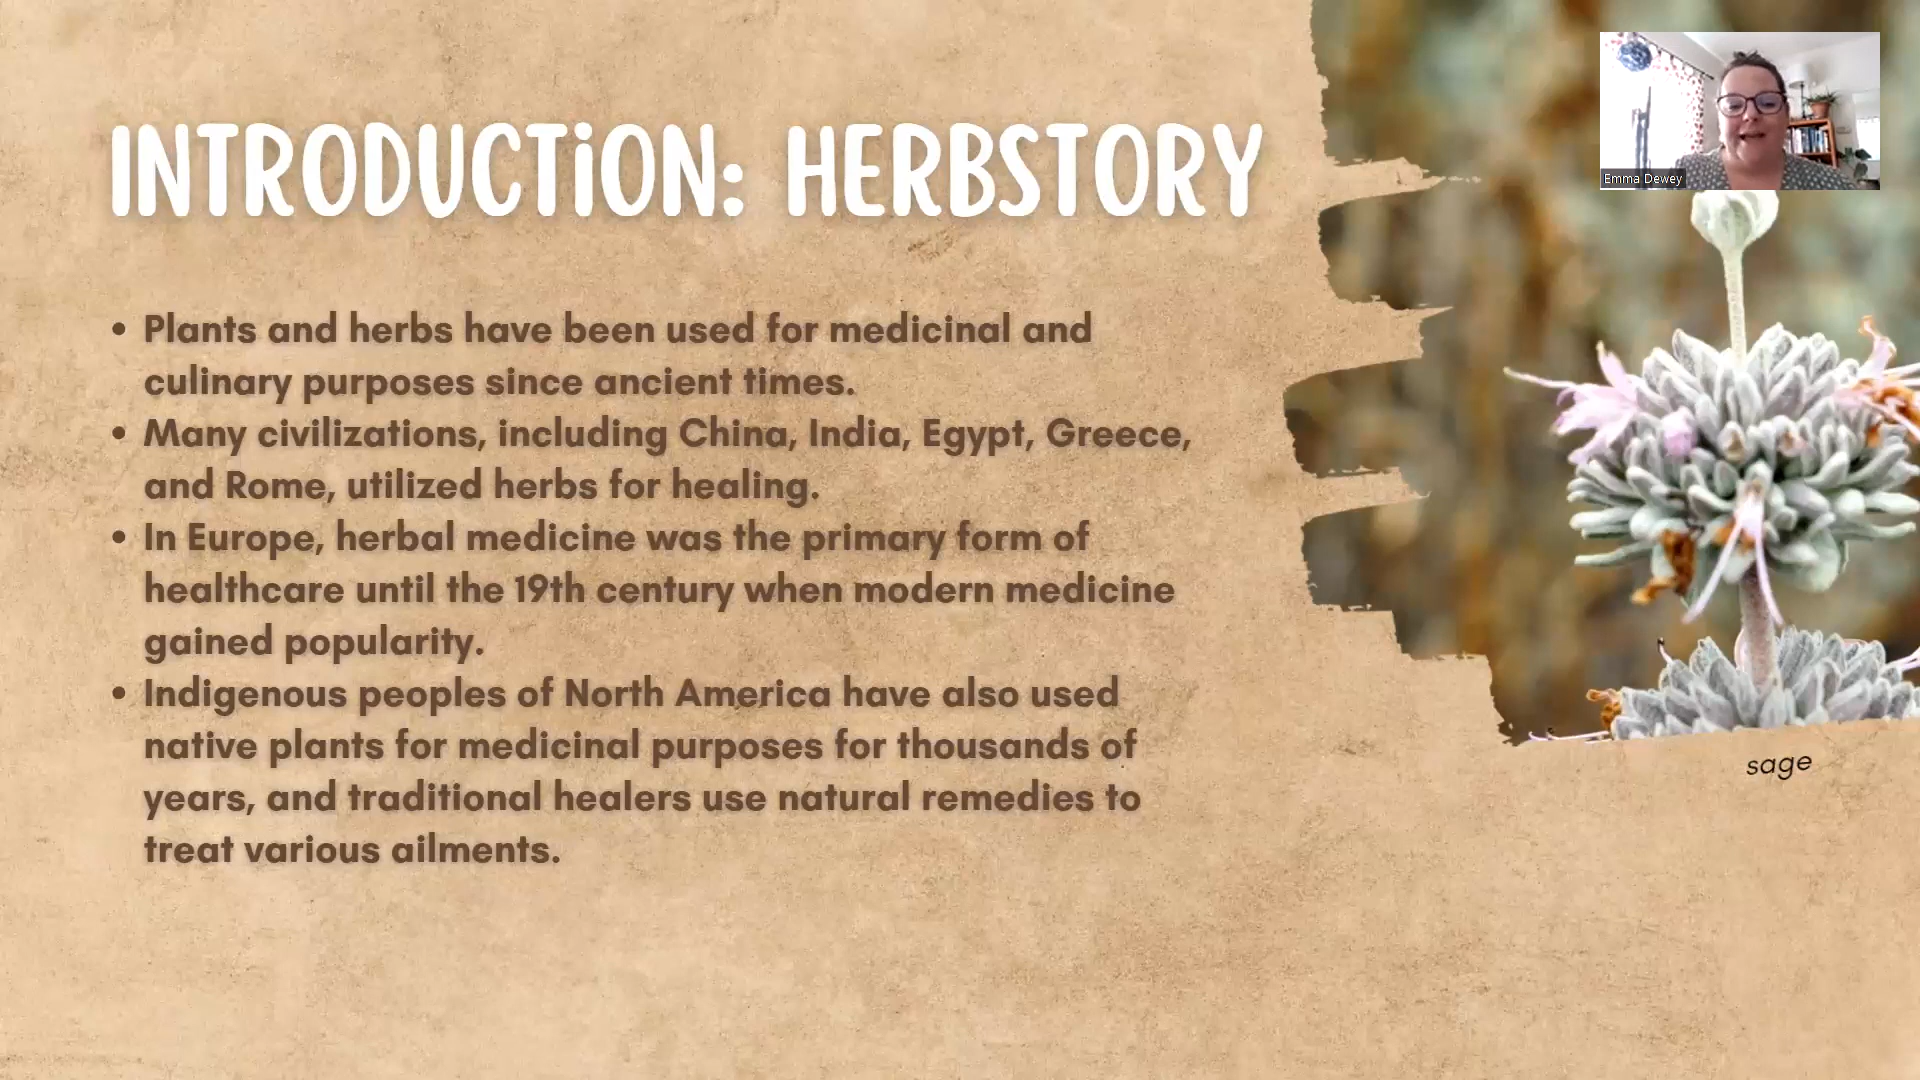 INTRODUCTiON: HERBSTORY
Emma Dewey
• Plants and herbs have been used for medicinal and
culinary purposes since ancient times.
• Many civilizations, including China, India, Egypt, Greece,
and Rome, utilized herbs for healing.
• In Europe, herbal medicine was the primary form of
healthcare until the 19th century when modern medicine
gained popularity.
• Indigenous peoples of North America have also used
native plants for medicinal purposes for thousands of
years, and traditional healers use natural remedies to
treat various ailments.
sage